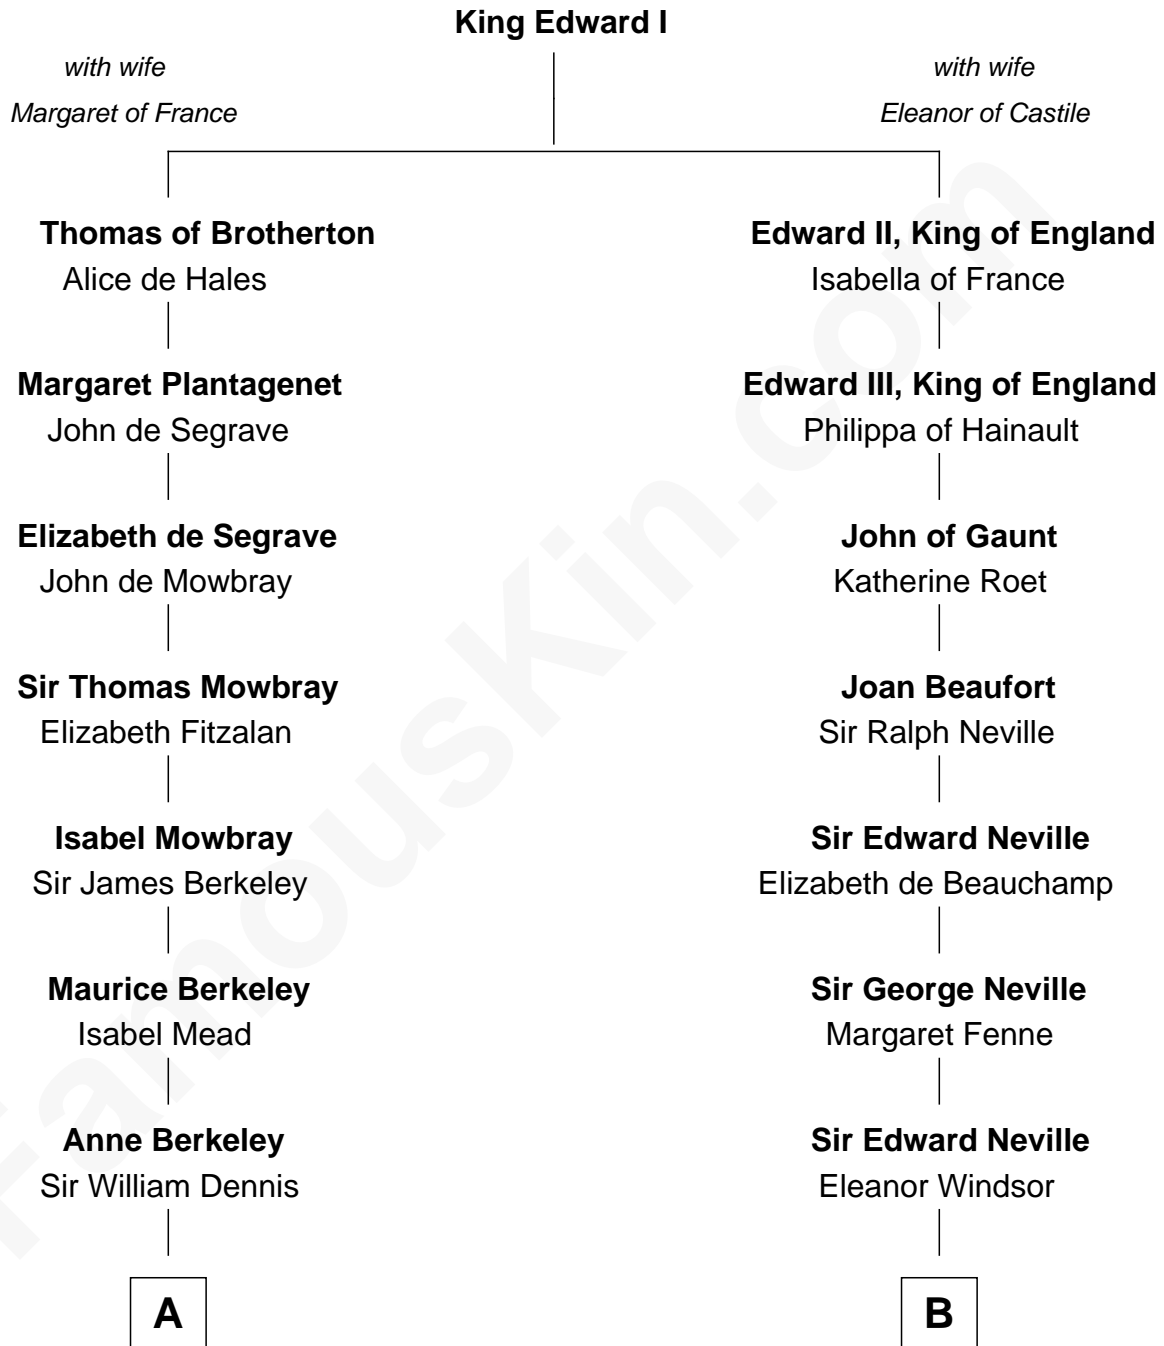 King Edward I
with wife
Margaret of France
with wife
Eleanor of Castile
Thomas of Brotherton
Alice de Hales
Edward II, King of England
Isabella of France
Margaret Plantagenet
John de Segrave
Edward III, King of England
Philippa of Hainault
Elizabeth de Segrave
John de Mowbray
John of Gaunt
Katherine Roet
Sir Thomas Mowbray
Elizabeth Fitzalan
Joan Beaufort
Sir Ralph Neville
Isabel Mowbray
Sir James Berkeley
Sir Edward Neville
Elizabeth de Beauchamp
Maurice Berkeley
Isabel Mead
Sir George Neville
Margaret Fenne
Anne Berkeley
Sir William Dennis
Sir Edward Neville
Eleanor Windsor
A
B
FamousKin.com